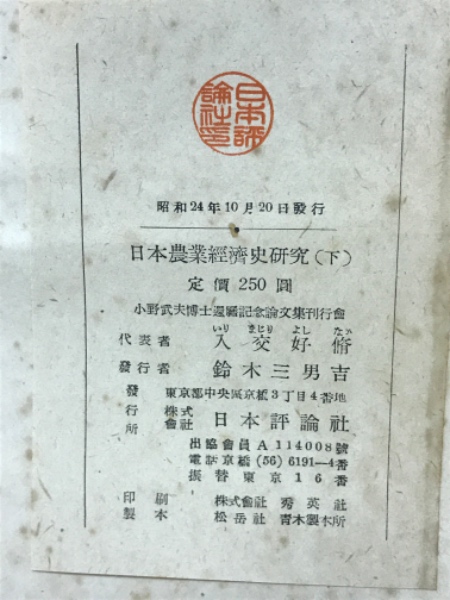 日本評
論社印
昭和24年10月20日發行
日本農業經濟史研究(下)
定價 250 圓
小野武夫博士還曆記念論文集刊行會
いり まじり よし なが
代表者 入交好脩
發行者 鈴木三男吉
發行所 東京都中央區京橋3丁目4番地
株式會社 日本評論社
出協會員 A 114008號
電話京橋 (56) 6191—4番
振替東京 16番
印刷 株式會社 秀英社
製本 松岳社 靑木製本所